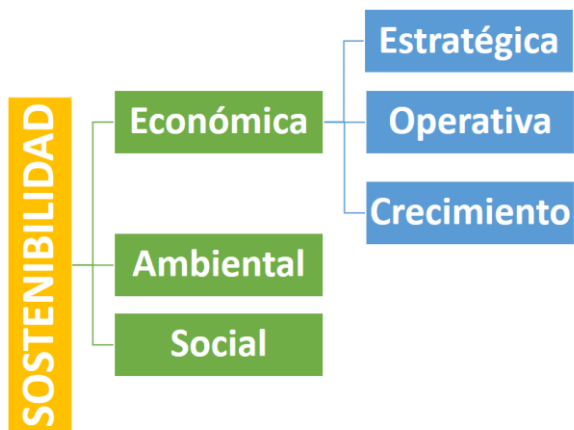 SOSTENIBILIDAD
Económica
Ambiental
Social
Estratégica
Operativa
Crecimiento